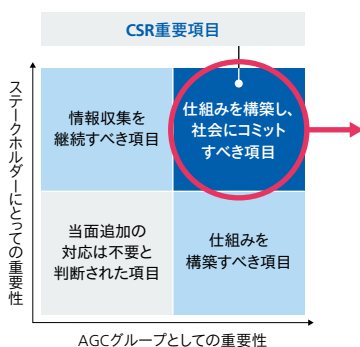 CSR重要項目
ステークホルダーにとっての重要性
情報収集を
継続すべき項目
仕組みを構築し、
社会にコミット
すべき項目
当面追加の
対応は不要と
判断された項目
仕組みを
構築すべき項目
AGCグループとしての重要性